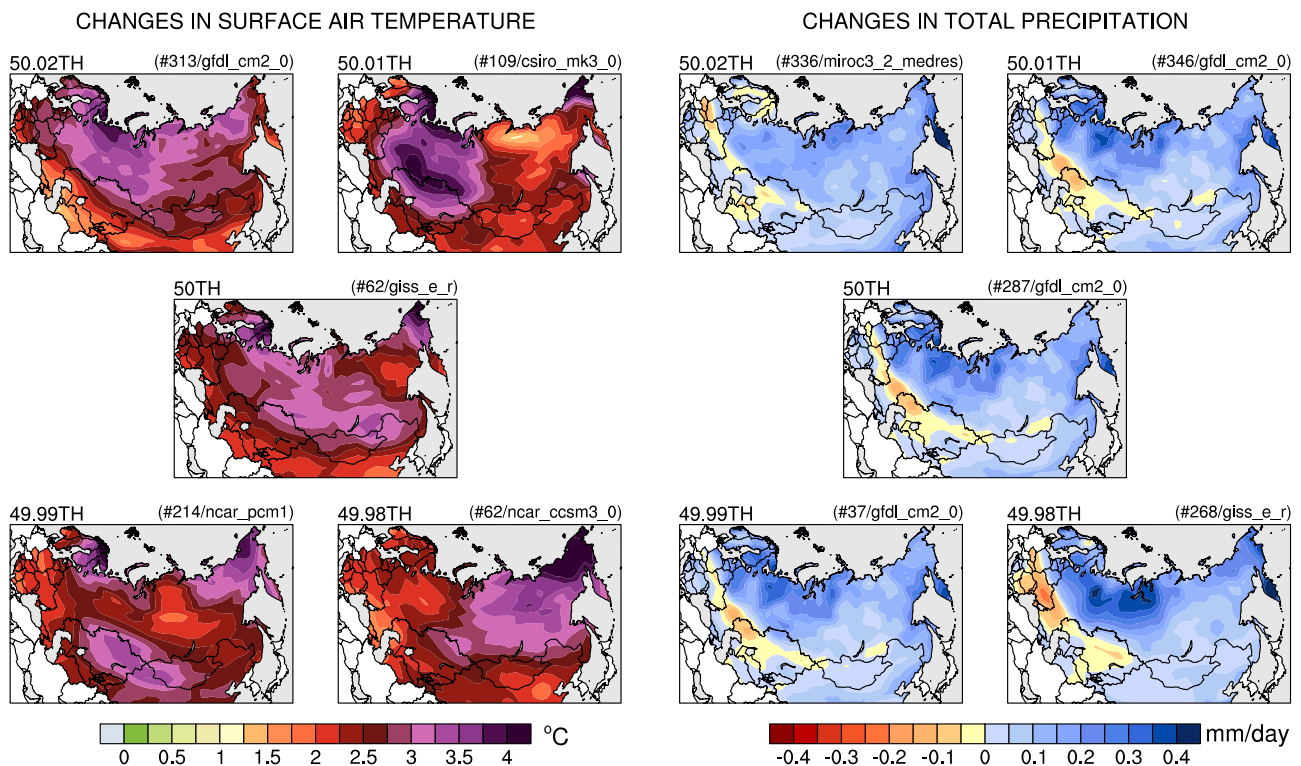 CHANGES IN SURFACE AIR TEMPERATURE
CHANGES IN TOTAL PRECIPITATION
50.02TH (#313/gfdl_cm2_0)
50.01TH (#109/csiro_mk3_0)
50.02TH (#336/miroc3_2_medres)
50.01TH (#346/gfdl_cm2_0)
50TH (#62/giss_e_r)
50TH (#287/gfdl_cm2_0)
49.99TH (#214/ncar_pcm1)
49.98TH (#62/ncar_ccsm3_0)
49.99TH (#37/gfdl_cm2_0)
49.98TH (#268/giss_e_r)
0 0.5 1 1.5 2 2.5 3 3.5 4 °C
-0.4 -0.3 -0.2 -0.1 0 0.1 0.2 0.3 0.4 mm/day